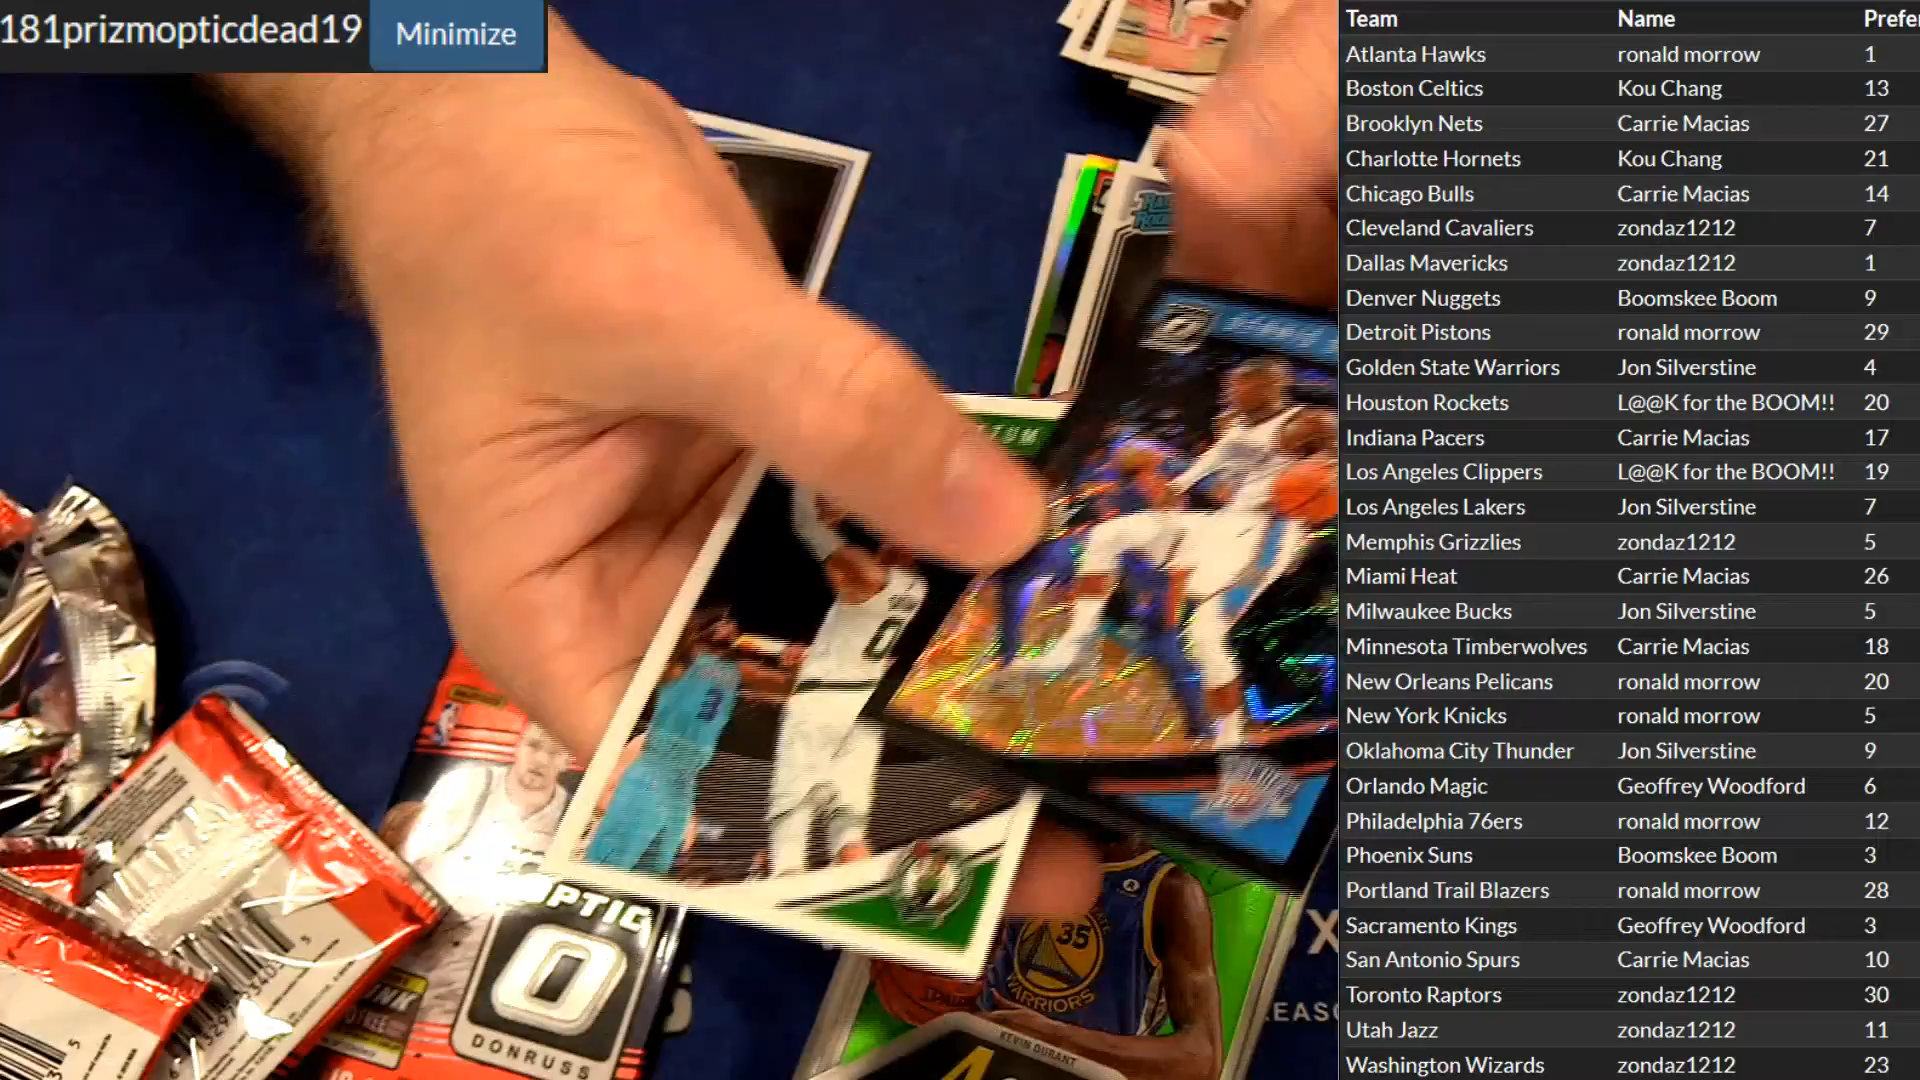 181prizmopticdead19
Minimize
Team Name Prefer
Atlanta Hawks ronald morrow 1
Boston Celtics Kou Chang 13
Brooklyn Nets Carrie Macias 27
Charlotte Hornets Kou Chang 21
Chicago Bulls Carrie Macias 14
Cleveland Cavaliers zondaz1212 7
Dallas Mavericks zondaz1212 1
Denver Nuggets Boomskee Boom 9
Detroit Pistons ronald morrow 29
Golden State Warriors Jon Silverstine 4
Houston Rockets L@@K for the BOOM!! 20
Indiana Pacers Carrie Macias 17
Los Angeles Clippers L@@K for the BOOM!! 19
Los Angeles Lakers Jon Silverstine 7
Memphis Grizzlies zondaz1212 5
Miami Heat Carrie Macias 26
Milwaukee Bucks Jon Silverstine 5
Minnesota Timberwolves Carrie Macias 18
New Orleans Pelicans ronald morrow 20
New York Knicks ronald morrow 5
Oklahoma City Thunder Jon Silverstine 9
Orlando Magic Geoffrey Woodford 6
Philadelphia 76ers ronald morrow 12
Phoenix Suns Boomskee Boom 3
Portland Trail Blazers ronald morrow 28
Sacramento Kings Geoffrey Woodford 3
San Antonio Spurs Carrie Macias 10
Toronto Raptors zondaz1212 30
Utah Jazz zondaz1212 11
Washington Wizards zondaz1212 23
TUM
0
3
35
WARRIORS
KEVIN DURANT
OPTIC
DONRUSS